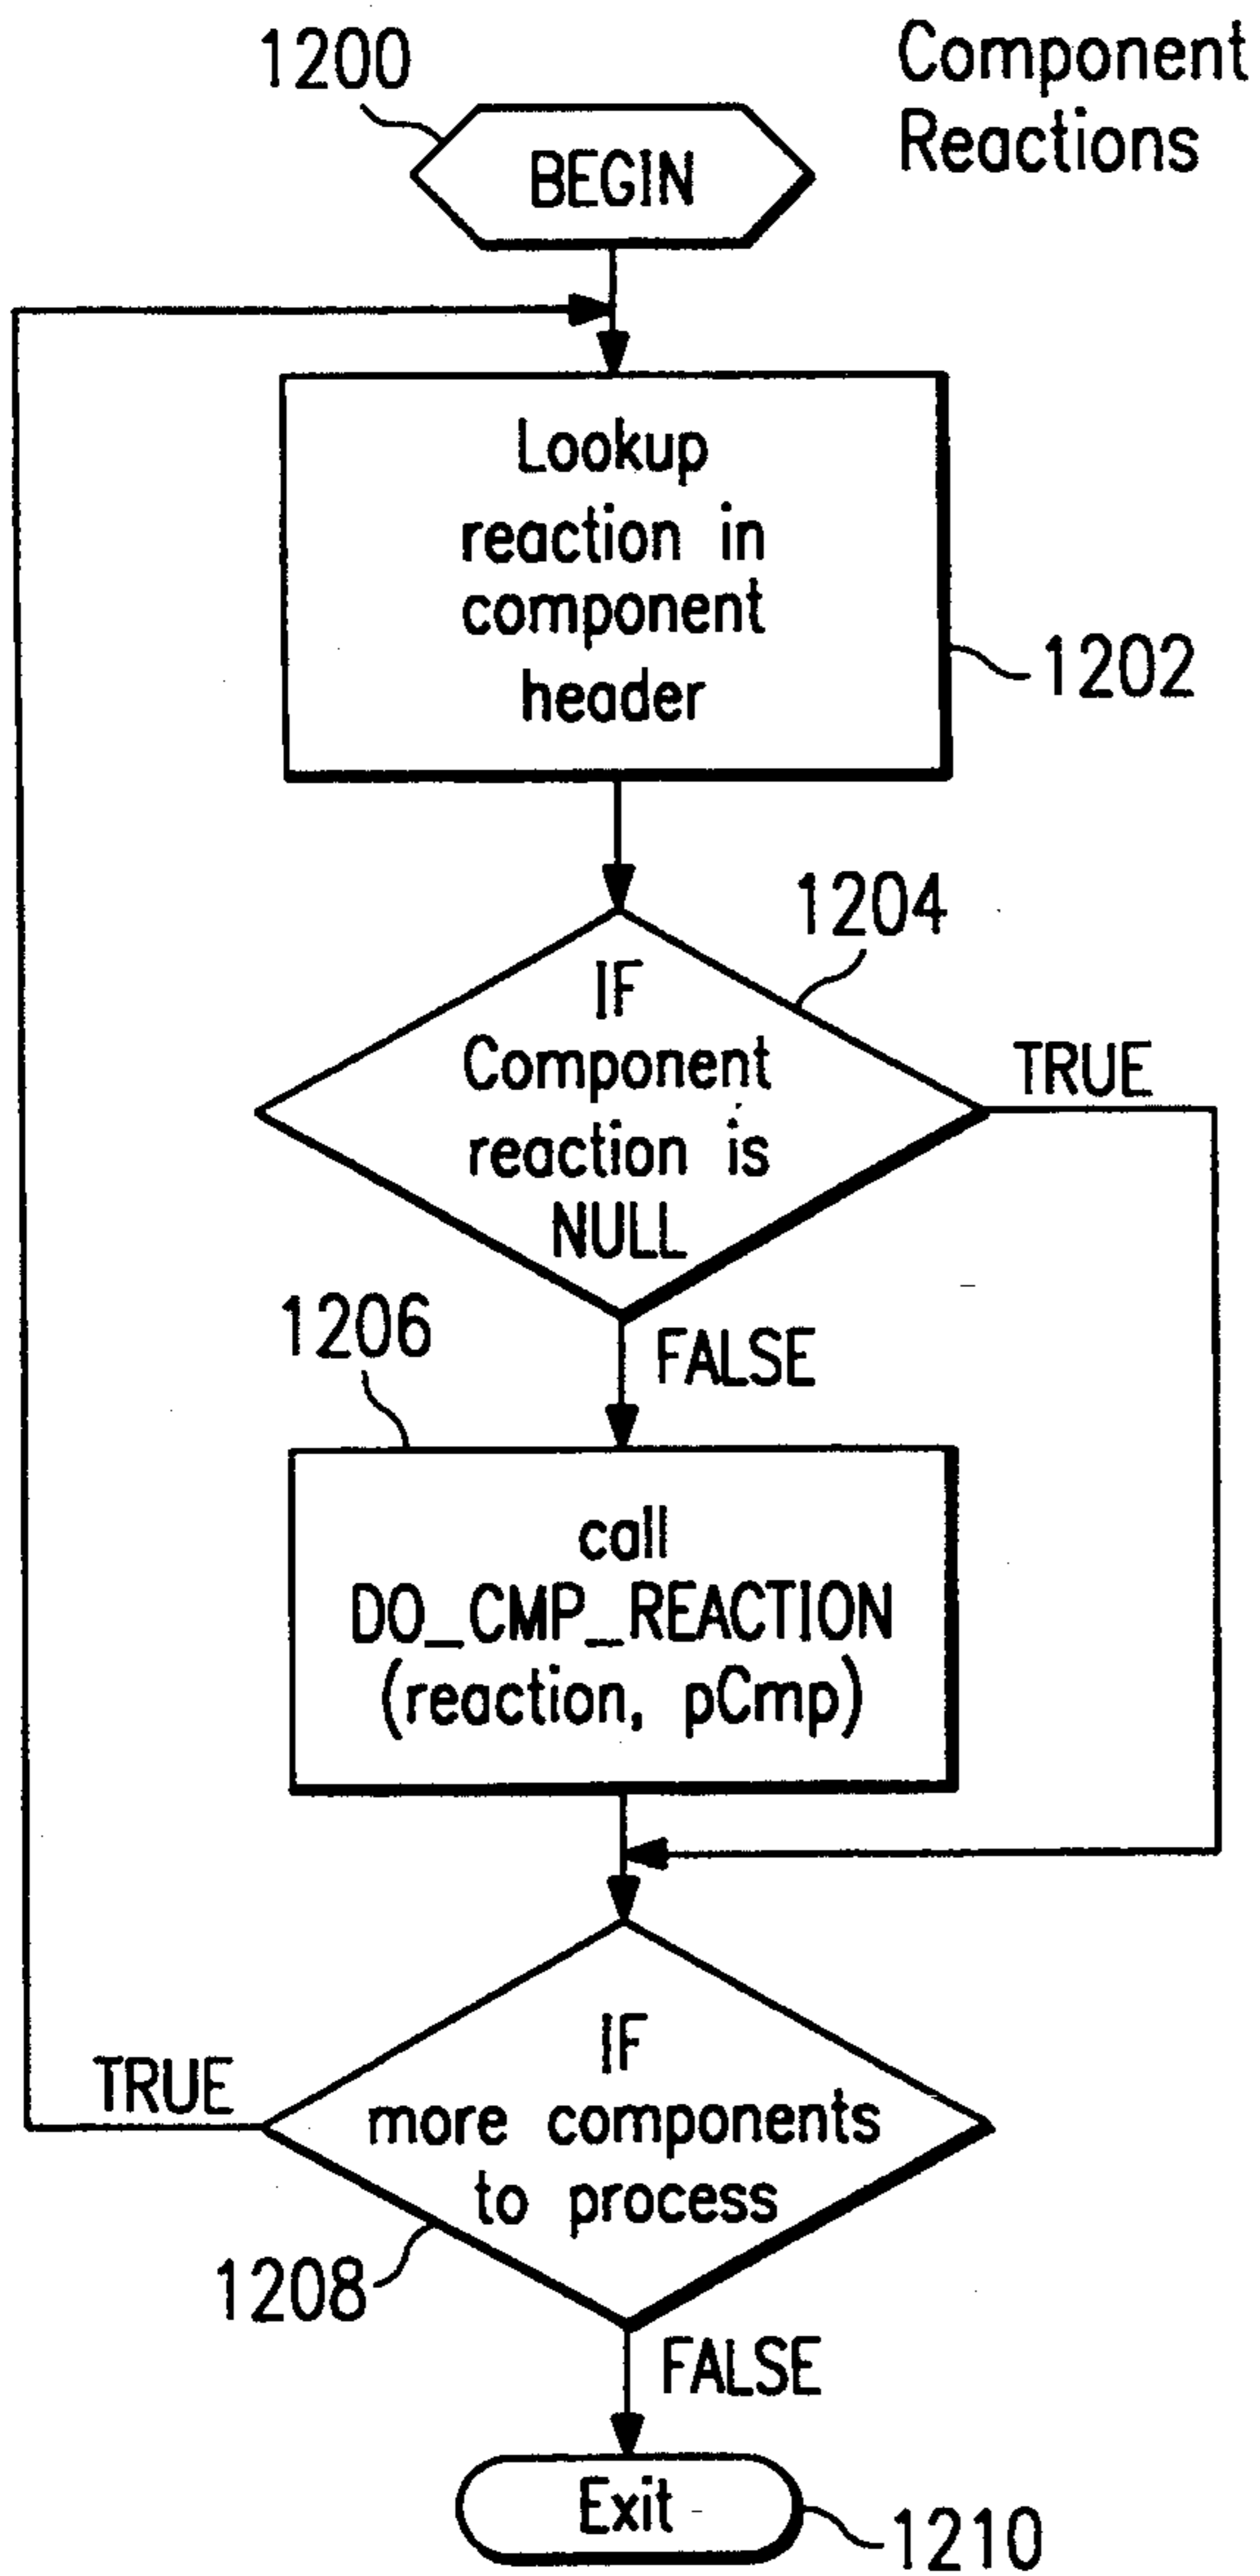 Component
Reactions
1200
BEGIN
Lookup
reaction in
component
header
1202
1204
IF
Component
reaction is
NULL
TRUE
FALSE
1206
call
DO_CMP_REACTION
(reaction, pCmp)
IF
more components
to process
TRUE
1208
FALSE
Exit
1210